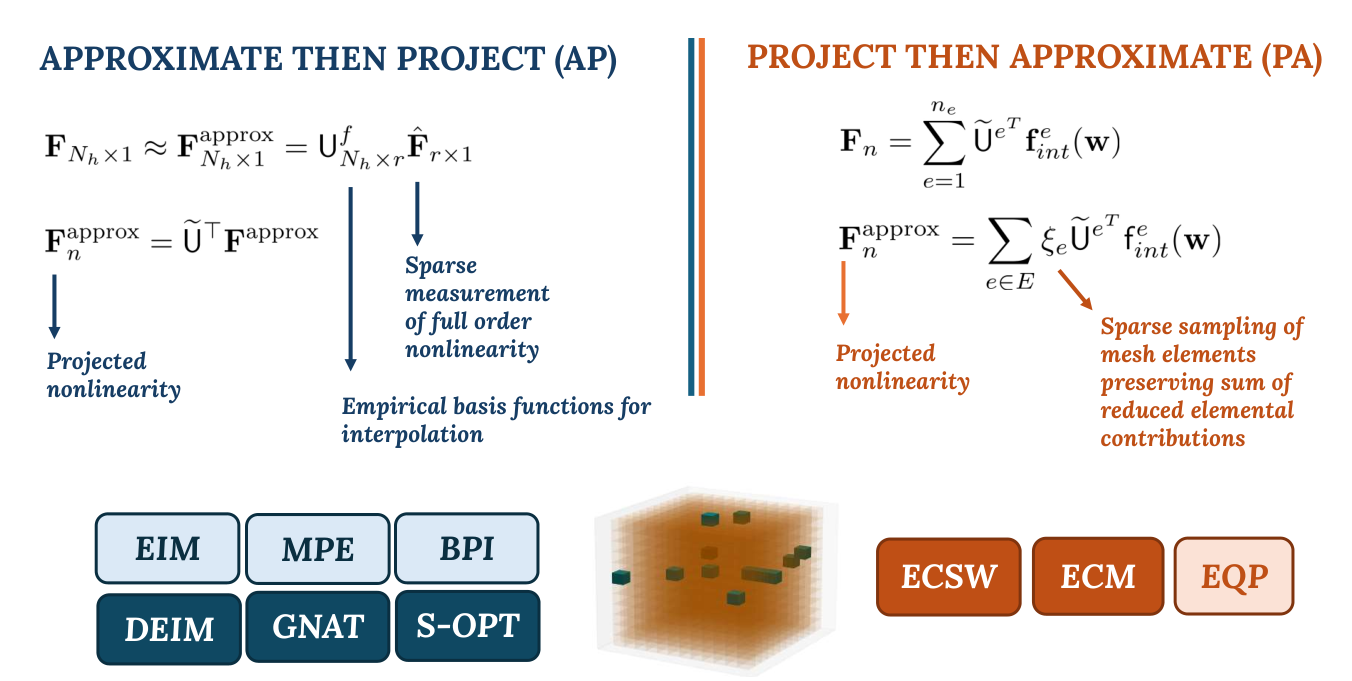 APPROXIMATE THEN PROJECT (AP)
$\mathbf{F}_{N_h \times 1} \approx \mathbf{F}^{\text{approx}}_{N_h \times 1} = \mathsf{U}^{f}_{N_h \times r} \hat{\mathbf{F}}_{r \times 1}$
$\mathbf{F}^{\text{approx}}_{n} = \widetilde{\mathsf{U}}^{\top} \mathbf{F}^{\text{approx}}$
Sparse
measurement
of full order
nonlinearity
Projected
nonlinearity
Empirical basis functions for
interpolation
PROJECT THEN APPROXIMATE (PA)
$\mathbf{F}_{n} = \sum_{e=1}^{n_e} \widetilde{\mathsf{U}}^{e^T} \mathbf{f}^{e}_{int}(\mathbf{w})$
$\mathbf{F}^{\text{approx}}_{n} = \sum_{e \in E} \xi_e \widetilde{\mathsf{U}}^{e^T} \mathsf{f}^{e}_{int}(\mathbf{w})$
Projected
nonlinearity
Sparse sampling of
mesh elements
preserving sum of
reduced elemental
contributions
EIM MPE BPI
DEIM GNAT S-OPT
ECSW ECM EQP